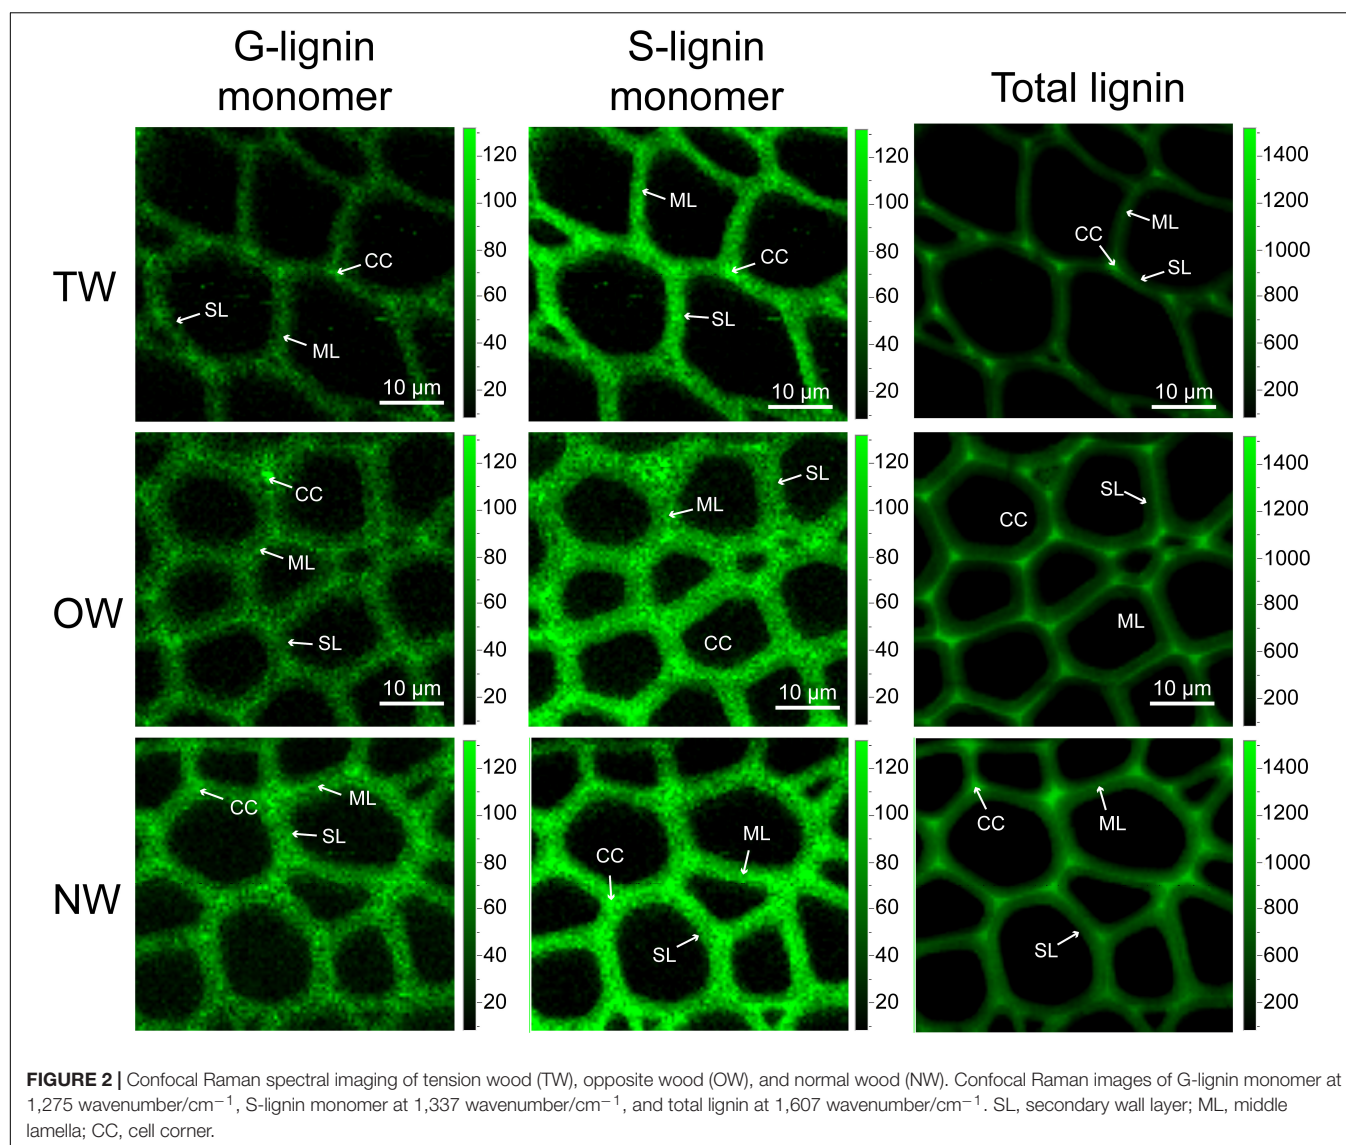 G-lignin
monomer
S-lignin
monomer
Total lignin
TW
CC
SL
ML
10 µm
120
100
80
60
40
20
ML
CC
SL
10 µm
120
100
80
60
40
20
ML
CC
SL
10 µm
1400
1200
1000
800
600
200
OW
CC
ML
SL
10 µm
120
100
80
60
40
20
SL
ML
CC
10 µm
120
100
80
60
40
20
SL
CC
ML
10 µm
1400
1200
1000
800
600
200
NW
CC
ML
SL
120
100
80
60
40
20
ML
CC
SL
120
100
80
60
40
20
CC
ML
SL
1400
1200
1000
800
600
200
FIGURE 2 | Confocal Raman spectral imaging of tension wood (TW), opposite wood (OW), and normal wood (NW). Confocal Raman images of G-lignin monomer at
1,275 wavenumber/cm⁻¹, S-lignin monomer at 1,337 wavenumber/cm⁻¹, and total lignin at 1,607 wavenumber/cm⁻¹. SL, secondary wall layer; ML, middle
lamella; CC, cell corner.